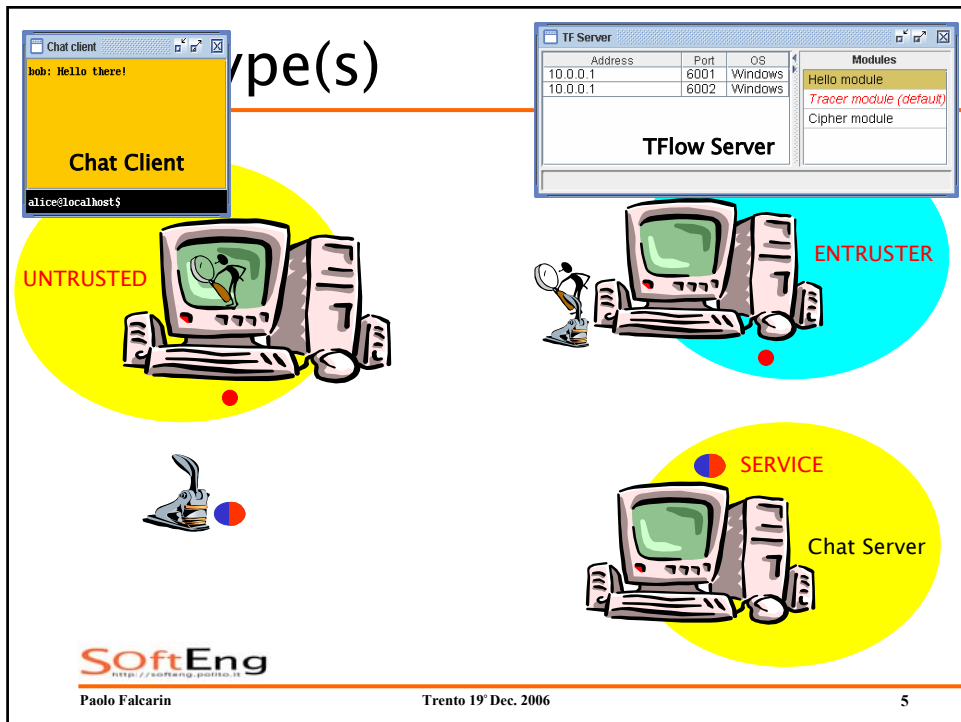 Chat client
ype(s)
bob: Hello there!
Chat Client
alice@localhost$
TF Server
Address Port OS
10.0.0.1 6001 Windows
10.0.0.1 6002 Windows
TFlow Server
Modules
Hello module
Tracer module (default)
Cipher module
UNTRUSTED
ENTRUSTER
SERVICE
Chat Server
SOftEng
http://softeng.polito.it
Paolo Falcarin Trento 19° Dec. 2006 5